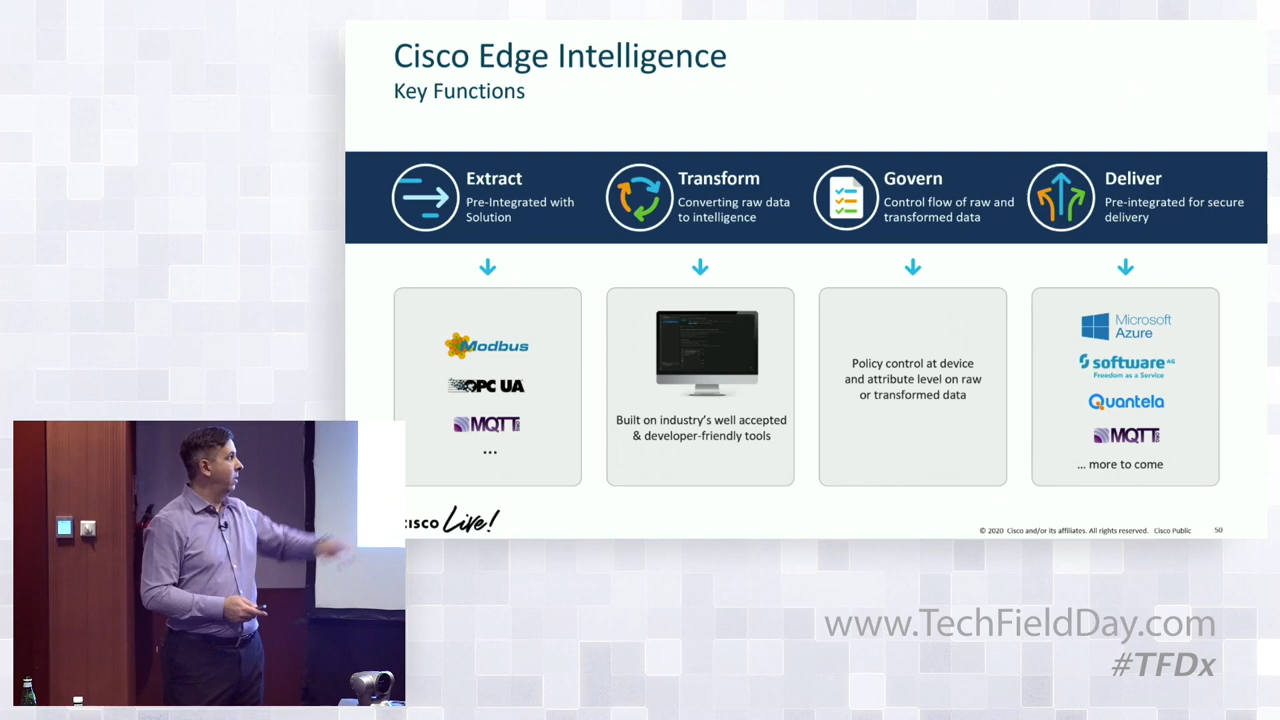 Cisco Edge Intelligence
Key Functions
Extract
Pre-Integrated with
Solution
Transform
Converting raw data
to intelligence
Govern
Control flow of raw and
transformed data
Deliver
Pre-integrated for secure
delivery
Modbus
OPC UA
MQTT
...
Built on industry's well accepted
& developer-friendly tools
Policy control at device
and attribute level on raw
or transformed data
Microsoft
Azure
software AG
Freedom as a Service
Quantela
MQTT
... more to come
cisco Live!
© 2020 Cisco and/or its affiliates. All rights reserved. Cisco Public
50
www.TechFieldDay.com
#TFDx